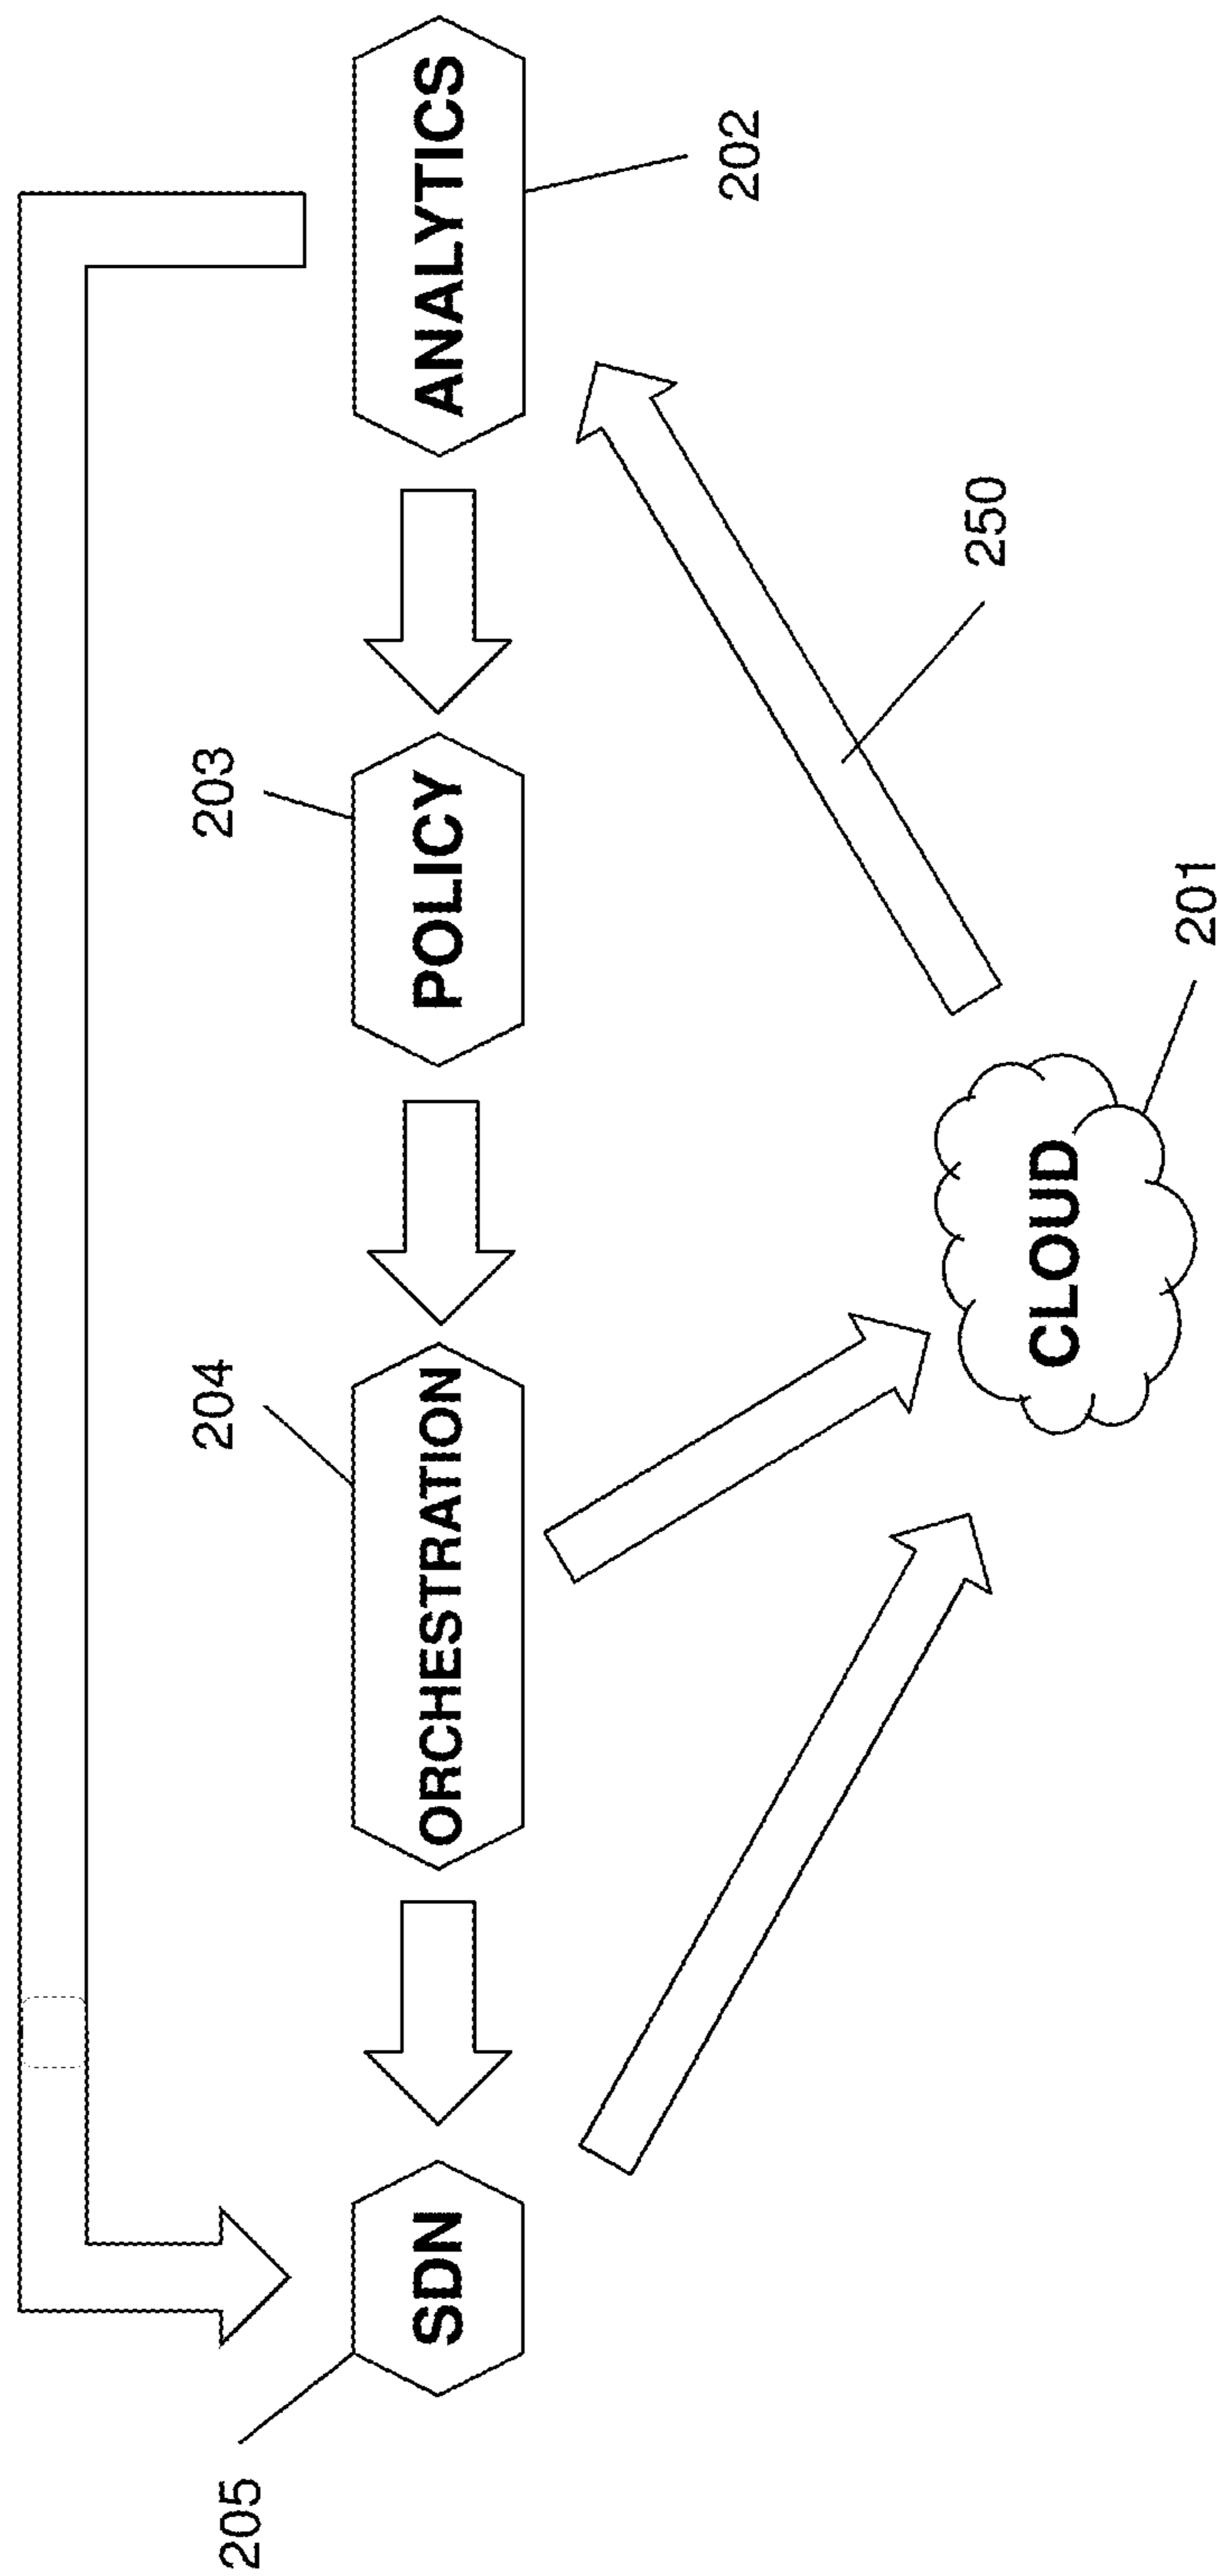 205
204
203
SDN
ORCHESTRATION
POLICY
ANALYTICS
202
250
CLOUD
201